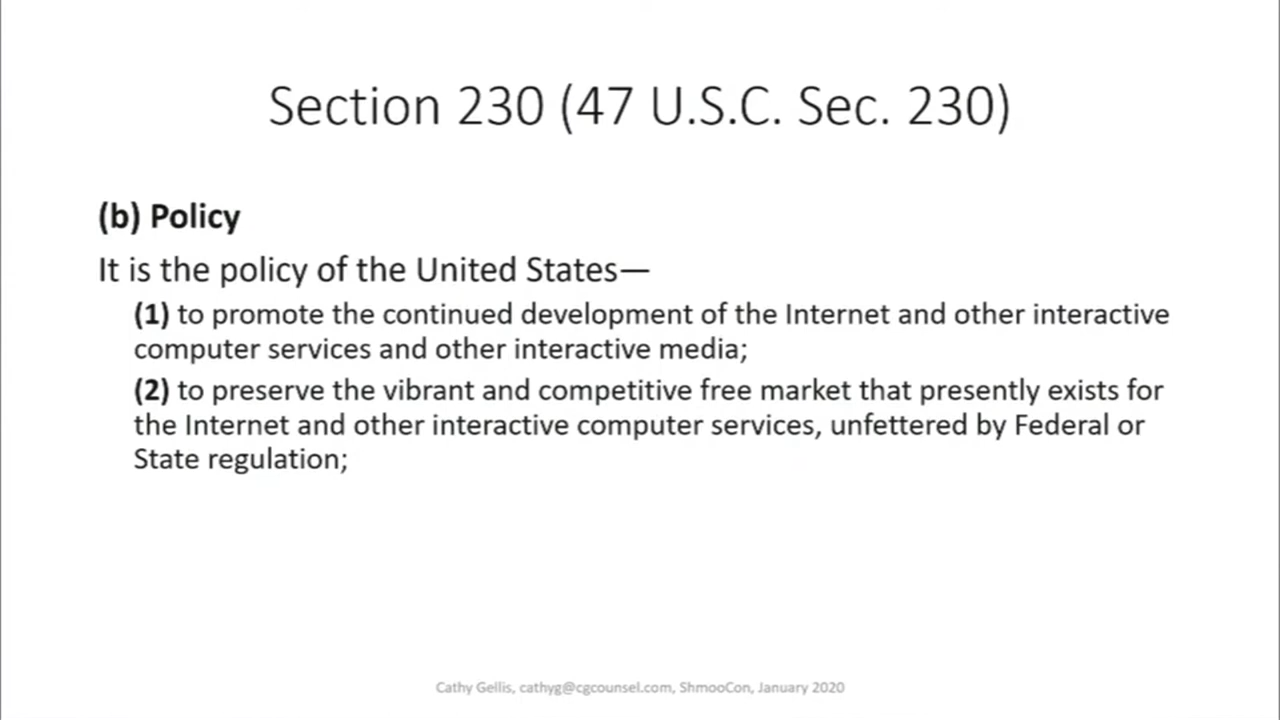 Section 230 (47 U.S.C. Sec. 230)
(b) Policy
It is the policy of the United States—
(1) to promote the continued development of the Internet and other interactive
computer services and other interactive media;
(2) to preserve the vibrant and competitive free market that presently exists for
the Internet and other interactive computer services, unfettered by Federal or
State regulation;
Cathy Gellis, cathyg@cgcounsel.com, ShmooCon, January 2020